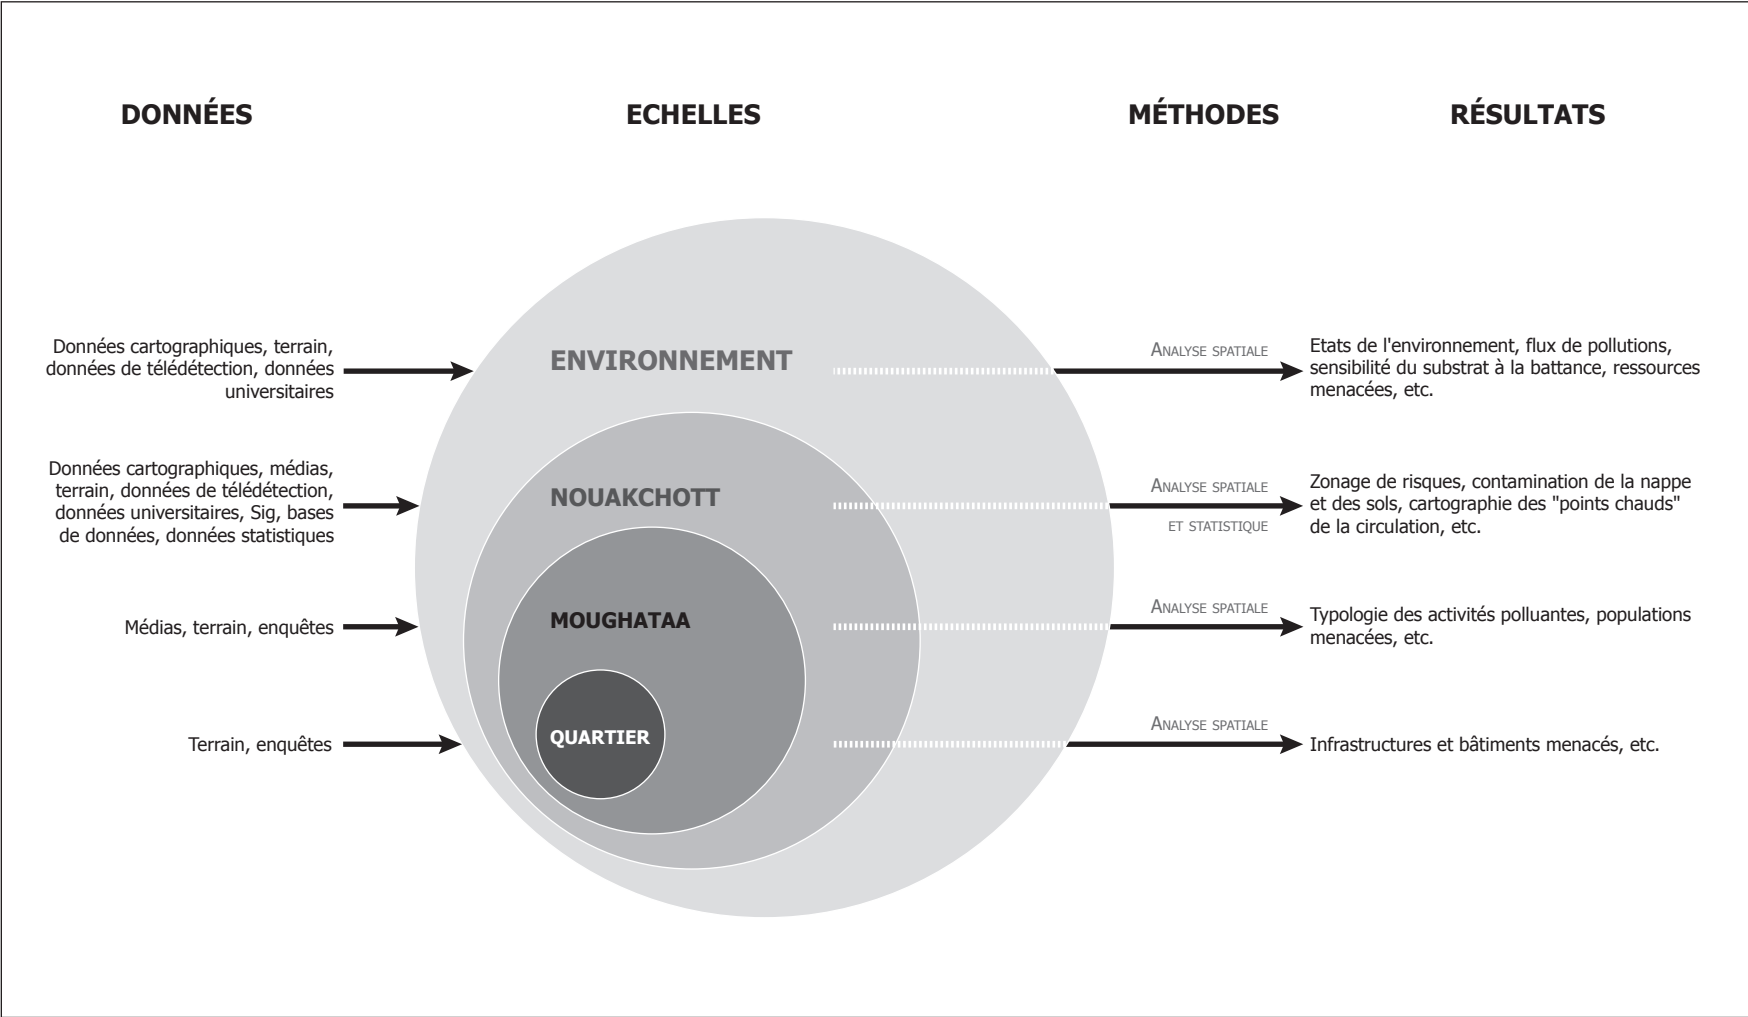 DONNÉES
ECHELLES
MÉTHODES
RÉSULTATS
Données cartographiques, terrain,
données de télédétection, données
universitaires
ENVIRONNEMENT
ANALYSE SPATIALE
Etats de l'environnement, flux de pollutions,
sensibilité du substrat à la battance, ressources
menacées, etc.
Données cartographiques, médias,
terrain, données de télédétection,
données universitaires, Sig, bases
de données, données statistiques
NOUAKCHOTT
ANALYSE SPATIALE
ET STATISTIQUE
Zonage de risques, contamination de la nappe
et des sols, cartographie des "points chauds"
de la circulation, etc.
Médias, terrain, enquêtes
MOUGHATAA
ANALYSE SPATIALE
Typologie des activités polluantes, populations
menacées, etc.
Terrain, enquêtes
QUARTIER
ANALYSE SPATIALE
Infrastructures et bâtiments menacés, etc.